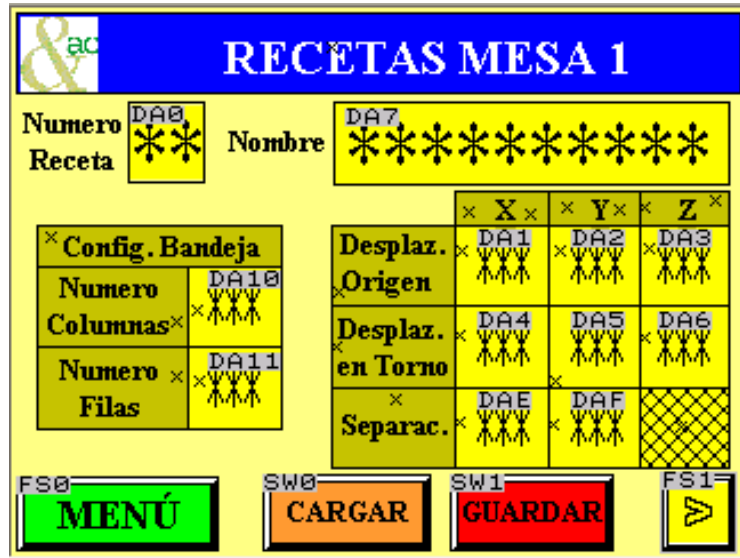 &ac
RECETAS MESA 1
Numero Receta
DA0
**
Nombre
DA7
**********
X Y Z
Config. Bandeja
Numero Columnas
DA10
***
Numero Filas
DA11
***
Desplaz. Origen
DA1 DA2 DA3
*** *** ***
Desplaz. en Torno
DA4 DA5 DA6
*** *** ***
Separac.
DAE DAF
*** ***
FS0
MENÚ
SW0
CARGAR
SW1
GUARDAR
FS1
>